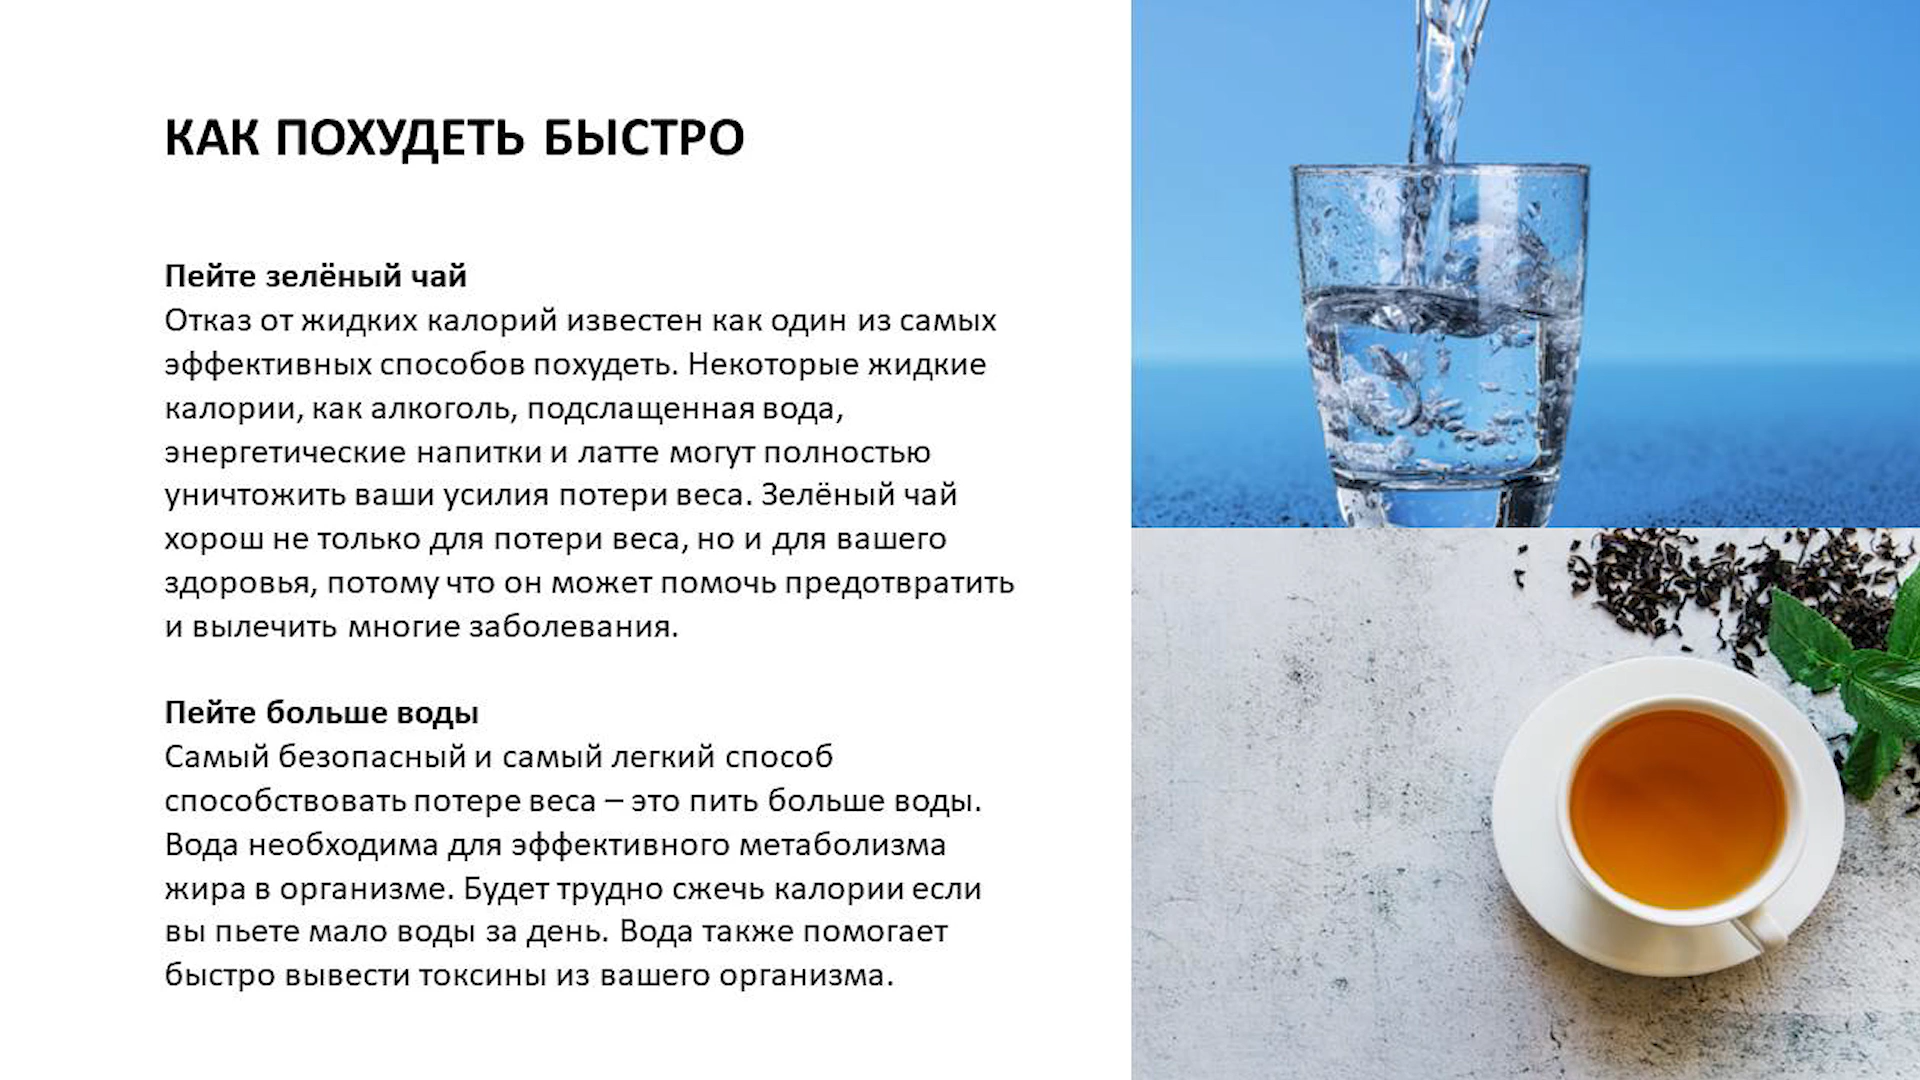 КАК ПОХУДЕТЬ БЫСТРО
Пейте зелёный чай
Отказ от жидких калорий известен как один из самых
эффективных способов похудеть. Некоторые жидкие
калории, как алкоголь, подслащенная вода,
энергетические напитки и латте могут полностью
уничтожить ваши усилия потери веса. Зелёный чай
хорош не только для потери веса, но и для вашего
здоровья, потому что он может помочь предотвратить
и вылечить многие заболевания.
Пейте больше воды
Самый безопасный и самый легкий способ
способствовать потере веса – это пить больше воды.
Вода необходима для эффективного метаболизма
жира в организме. Будет трудно сжечь калории если
вы пьете мало воды за день. Вода также помогает
быстро вывести токсины из вашего организма.